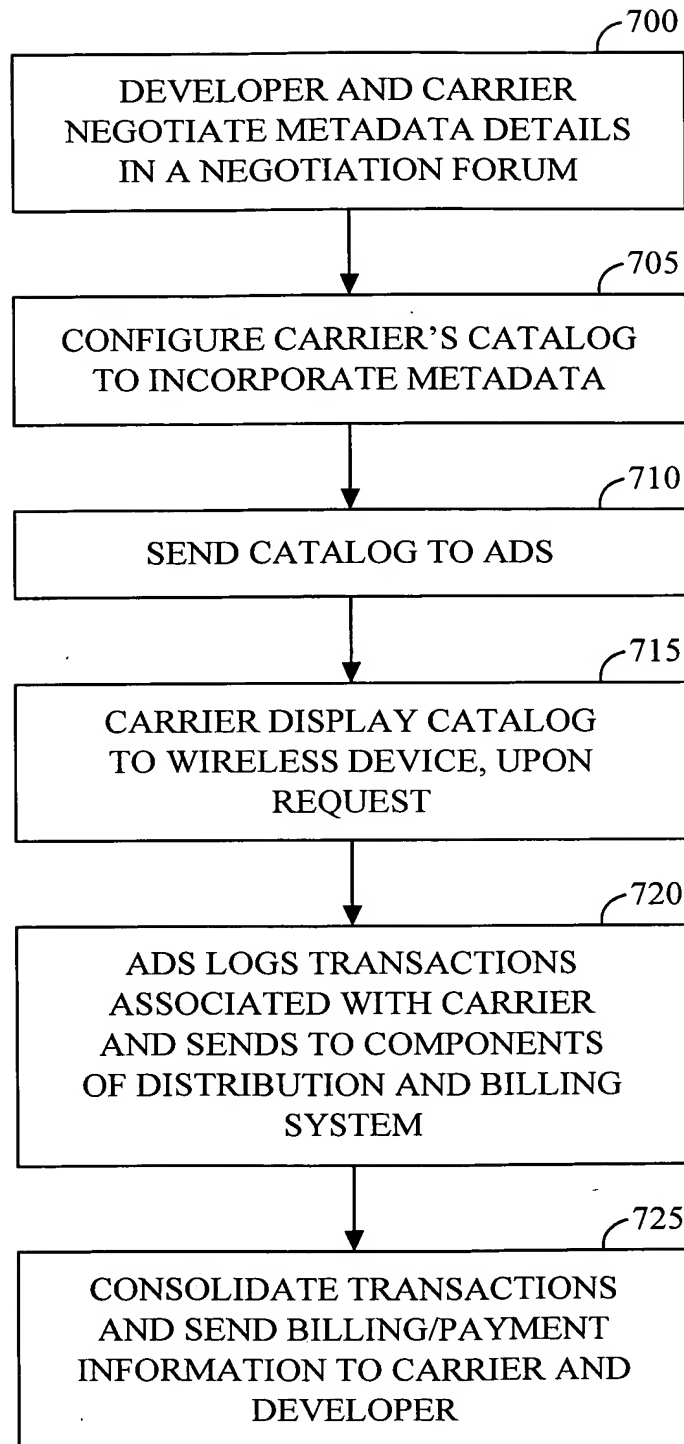 700
DEVELOPER AND CARRIER
NEGOTIATE METADATA DETAILS
IN A NEGOTIATION FORUM
705
CONFIGURE CARRIER'S CATALOG
TO INCORPORATE METADATA
710
SEND CATALOG TO ADS
715
CARRIER DISPLAY CATALOG
TO WIRELESS DEVICE, UPON
REQUEST
720
ADS LOGS TRANSACTIONS
ASSOCIATED WITH CARRIER
AND SENDS TO COMPONENTS
OF DISTRIBUTION AND BILLING
SYSTEM
725
CONSOLIDATE TRANSACTIONS
AND SEND BILLING/PAYMENT
INFORMATION TO CARRIER AND
DEVELOPER